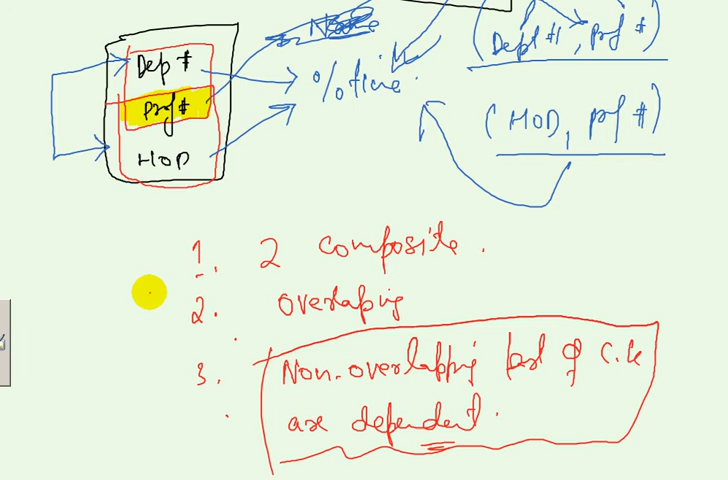 (Dept #, Prof #)
Dep #
Prof #
HOD
% time.
(HOD, Prof #)
1. 2 composite.
2. overlaping
3. Non-overlapping part of C.K
are dependent.